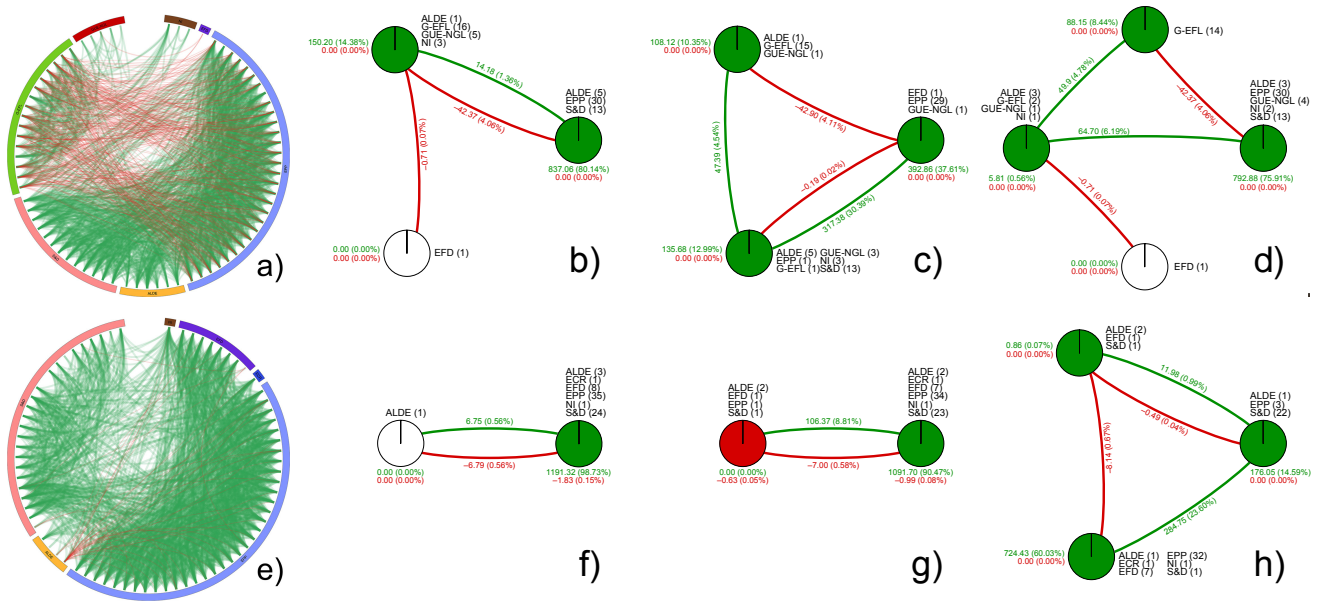 a)
ALDE (1)
G-EFL (16)
GUE-NGL (5)
NI (3)
150.20 (14.38%)
0.00 (0.00%)
14.18 (1.36%)
−42.37 (4.06%)
−0.71 (0.07%)
ALDE (5)
EPP (30)
S&D (13)
837.06 (80.14%)
0.00 (0.00%)
0.00 (0.00%)
0.00 (0.00%)
EFD (1)
b)
ALDE (1)
G-EFL (15)
GUE-NGL (1)
108.12 (10.35%)
0.00 (0.00%)
−42.90 (4.11%)
47.39 (4.54%)
−0.19 (0.02%)
317.38 (30.39%)
EFD (1)
EPP (29)
GUE-NGL (1)
392.86 (37.61%)
0.00 (0.00%)
135.68 (12.99%)
0.00 (0.00%)
ALDE (5) GUE-NGL (3)
EPP (1) NI (3)
G-EFL (1) S&D (13)
c)
88.15 (8.44%)
0.00 (0.00%)
G-EFL (14)
49.9 (4.78%)
−42.37 (4.06%)
ALDE (3)
G-EFL (2)
GUE-NGL (1)
NI (1)
64.70 (6.19%)
ALDE (3)
EPP (30)
GUE-NGL (4)
NI (2)
S&D (13)
5.81 (0.56%)
0.00 (0.00%)
−0.71 (0.07%)
792.88 (75.91%)
0.00 (0.00%)
0.00 (0.00%)
0.00 (0.00%)
EFD (1)
d)
e)
ALDE (1)
6.75 (0.56%)
−6.79 (0.56%)
0.00 (0.00%)
0.00 (0.00%)
ALDE (3)
ECR (1)
EFD (8)
EPP (35)
NI (1)
S&D (24)
1191.32 (98.73%)
−1.83 (0.15%)
f)
ALDE (2)
EFD (1)
EPP (1)
S&D (1)
106.37 (8.81%)
−7.00 (0.58%)
0.00 (0.00%)
−0.63 (0.05%)
ALDE (2)
ECR (1)
EFD (7)
EPP (34)
NI (1)
S&D (23)
1091.70 (90.47%)
−0.99 (0.08%)
g)
ALDE (2)
EFD (1)
S&D (1)
0.86 (0.07%)
0.00 (0.00%)
11.98 (0.99%)
−0.49 (0.04%)
−8.14 (0.67%)
284.75 (23.60%)
ALDE (1)
EPP (3)
S&D (22)
176.05 (14.59%)
0.00 (0.00%)
724.43 (60.03%)
0.00 (0.00%)
ALDE (1) EPP (32)
ECR (1) NI (1)
EFD (7) S&D (1)
h)